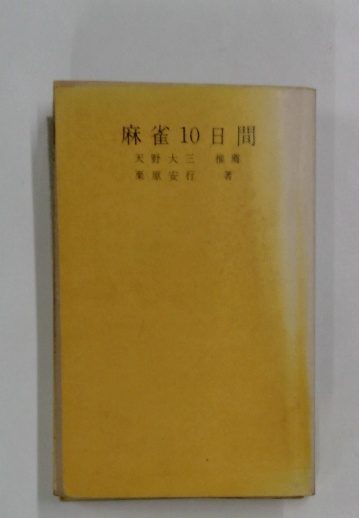 麻雀10日間
天野大三 推薦
栗原安行 著